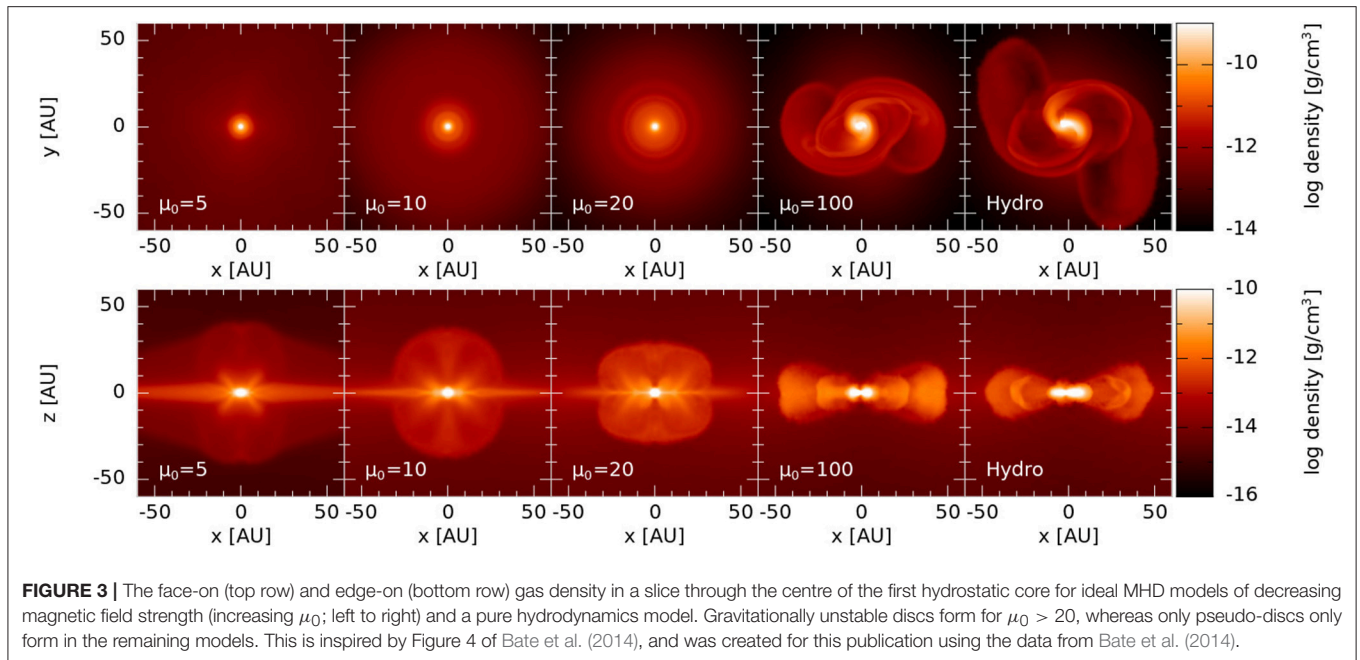 50
0
-50
y [AU]
μ₀=5
μ₀=10
μ₀=20
μ₀=100
Hydro
-10
-12
-14
log density [g/cm³]
-50 0 50 -50 0 50 -50 0 50 -50 0 50 -50 0 50
x [AU] x [AU] x [AU] x [AU] x [AU]
50
0
-50
z [AU]
μ₀=5
μ₀=10
μ₀=20
μ₀=100
Hydro
-10
-12
-14
-16
log density [g/cm³]
-50 0 50 -50 0 50 -50 0 50 -50 0 50 -50 0 50
x [AU] x [AU] x [AU] x [AU] x [AU]
FIGURE 3 | The face-on (top row) and edge-on (bottom row) gas density in a slice through the centre of the first hydrostatic core for ideal MHD models of decreasing
magnetic field strength (increasing μ₀; left to right) and a pure hydrodynamics model. Gravitationally unstable discs form for μ₀ > 20, whereas only pseudo-discs only
form in the remaining models. This is inspired by Figure 4 of Bate et al. (2014), and was created for this publication using the data from Bate et al. (2014).